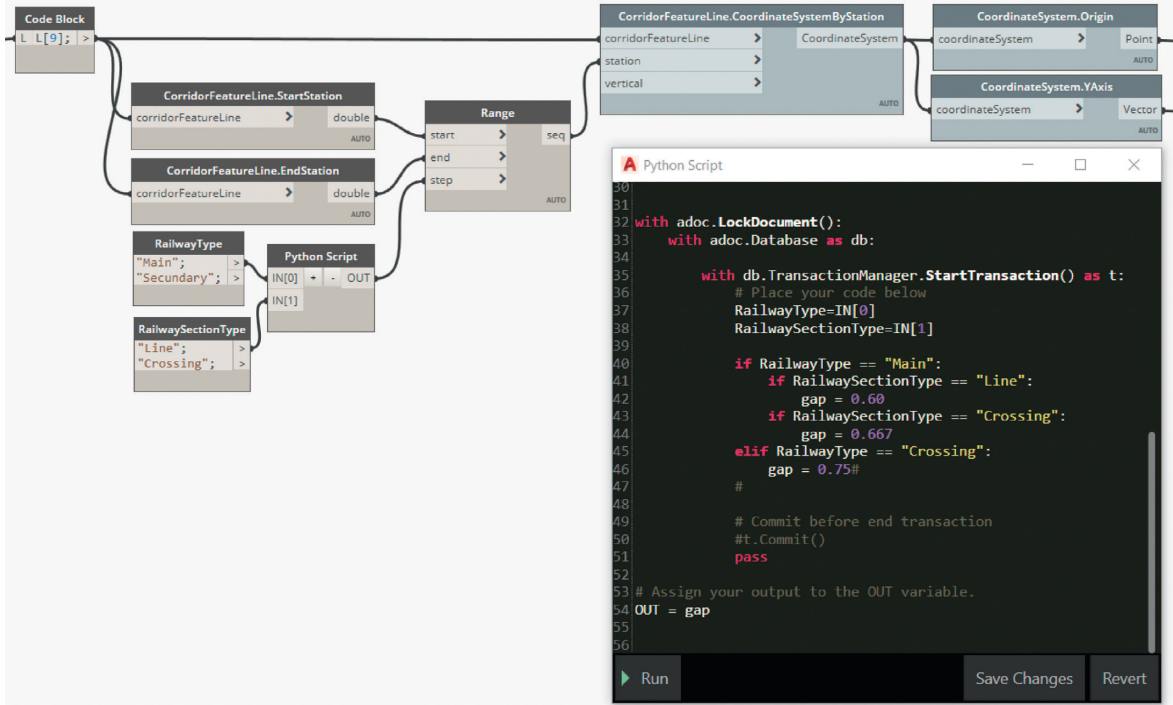 Code Block
L L[9]; >
CorridorFeatureLine.StartStation
corridorFeatureLine > double
AUTO
CorridorFeatureLine.EndStation
corridorFeatureLine > double
AUTO
RailwayType
"Main"; >
"Secundary"; >
RailwaySectionType
"Line"; >
"Crossing"; >
Python Script
IN[0] + - OUT
IN[1]
Range
start > seq
end >
step >
AUTO
CorridorFeatureLine.CoordinateSystemByStation
corridorFeatureLine > CoordinateSystem
station >
vertical >
AUTO
CoordinateSystem.Origin
coordinateSystem > Point
AUTO
CoordinateSystem.YAxis
coordinateSystem > Vector
AUTO
A Python Script
30
31
32 with adoc.LockDocument():
33 with adoc.Database as db:
34
35 with db.TransactionManager.StartTransaction() as t:
36 # Place your code below
37 RailwayType=IN[0]
38 RailwaySectionType=IN[1]
39
40 if RailwayType == "Main":
41 if RailwaySectionType == "Line":
42 gap = 0.60
43 if RailwaySectionType == "Crossing":
44 gap = 0.667
45 elif RailwayType == "Crossing":
46 gap = 0.75#
47 #
48
49 # Commit before end transaction
50 #t.Commit()
51 pass
52
53 # Assign your output to the OUT variable.
54 OUT = gap
55
56
Run
Save Changes
Revert